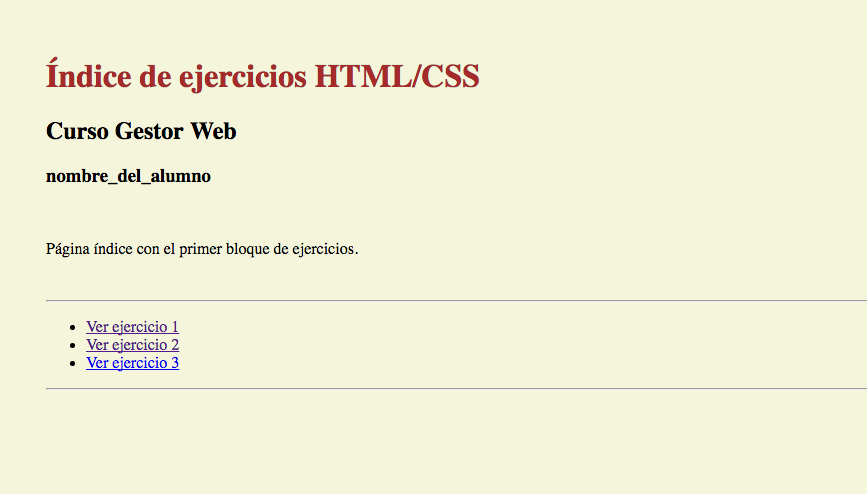 Índice de ejercicios HTML/CSS
Curso Gestor Web
nombre_del_alumno
Página índice con el primer bloque de ejercicios.
Ver ejercicio 1
Ver ejercicio 2
Ver ejercicio 3